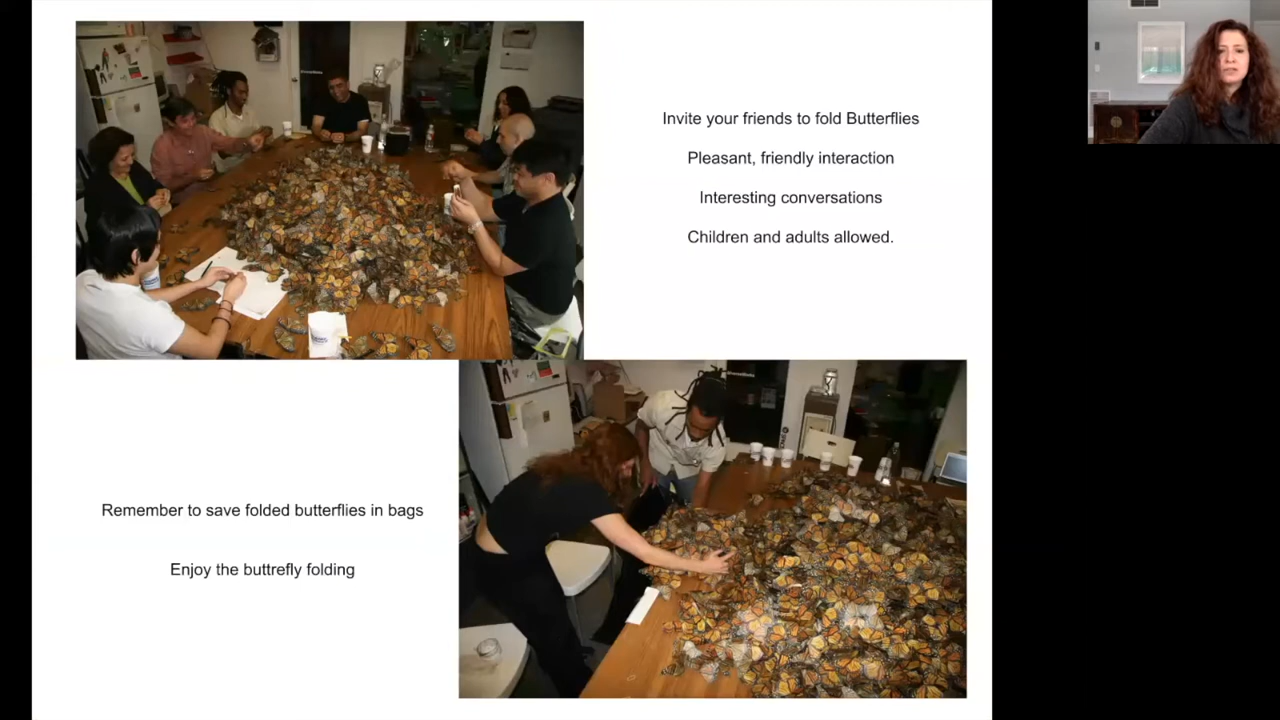 Invite your friends to fold Butterflies
Pleasant, friendly interaction
Interesting conversations
Children and adults allowed.
Remember to save folded butterflies in bags
Enjoy the buttrefly folding